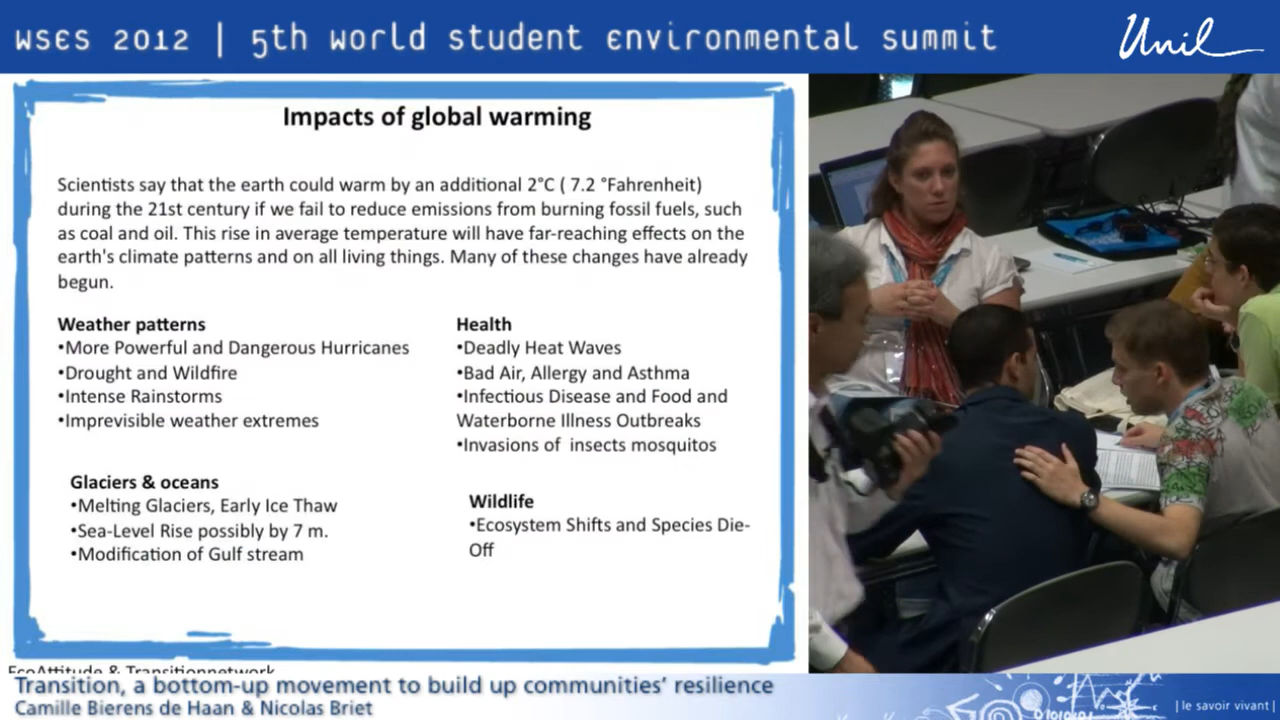 WSES 2012 | 5th world student environmental summit
Unil
Impacts of global warming
Scientists say that the earth could warm by an additional 2°C ( 7.2 °Fahrenheit)
during the 21st century if we fail to reduce emissions from burning fossil fuels, such
as coal and oil. This rise in average temperature will have far-reaching effects on the
earth's climate patterns and on all living things. Many of these changes have already
begun.
Weather patterns
•More Powerful and Dangerous Hurricanes
•Drought and Wildfire
•Intense Rainstorms
•Imprevisible weather extremes
Health
•Deadly Heat Waves
•Bad Air, Allergy and Asthma
•Infectious Disease and Food and
Waterborne Illness Outbreaks
•Invasions of  insects mosquitos
Glaciers & oceans
•Melting Glaciers, Early Ice Thaw
•Sea-Level Rise possibly by 7 m.
•Modification of Gulf stream
Wildlife
•Ecosystem Shifts and Species Die-
Off
EcoAttitude & Transitionnetwork
Transition, a bottom-up movement to build up communities' resilience
Camille Bierens de Haan & Nicolas Briet
| le savoir vivant |